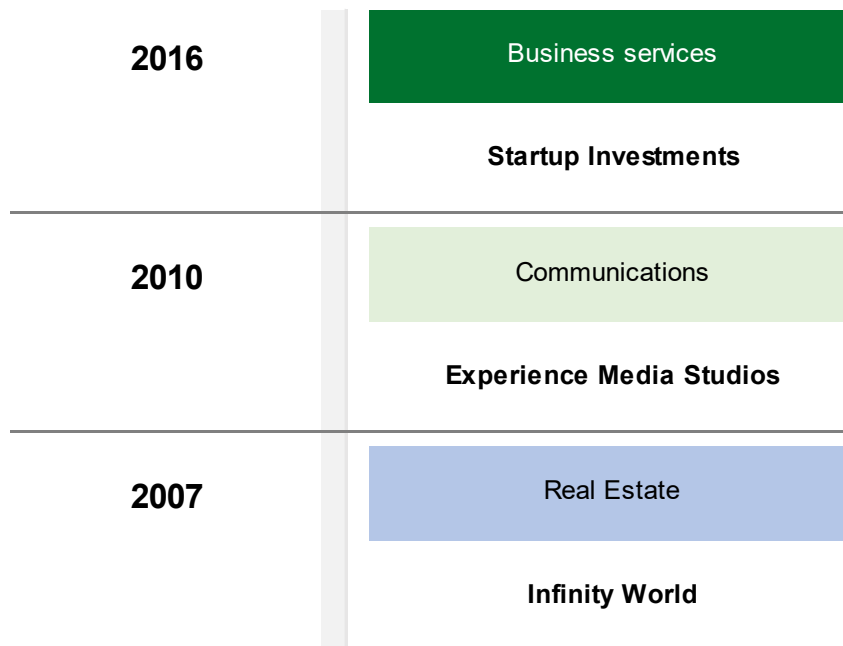 2016
Business services
Startup Investments
2010
Communications
Experience Media Studios
2007
Real Estate
Infinity World